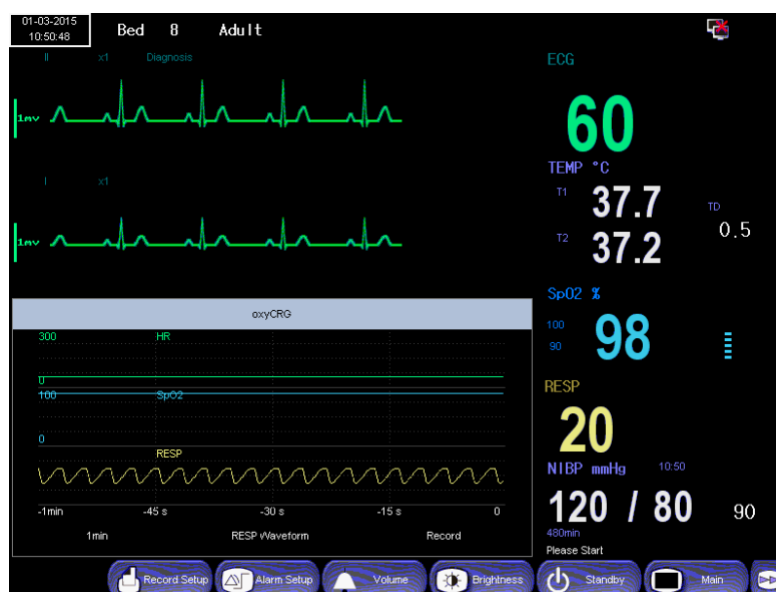 01-03-2015
10:50:48
Bed 8 Adult
II x1 Diagnosis
1mv
I x1
1mv
oxyCRG
300 HR
0
100 SpO2
0
RESP
-1min -45 s -30 s -15 s 0
1min RESP Waveform Record
ECG
60
TEMP °C
T1 37.7
T2 37.2
TD
0.5
SpO2 %
100
90
98
RESP
20
NIBP mmHg 10:50
120 / 80 90
480min
Please Start
Record Setup Alarm Setup Volume Brightness Standby Main